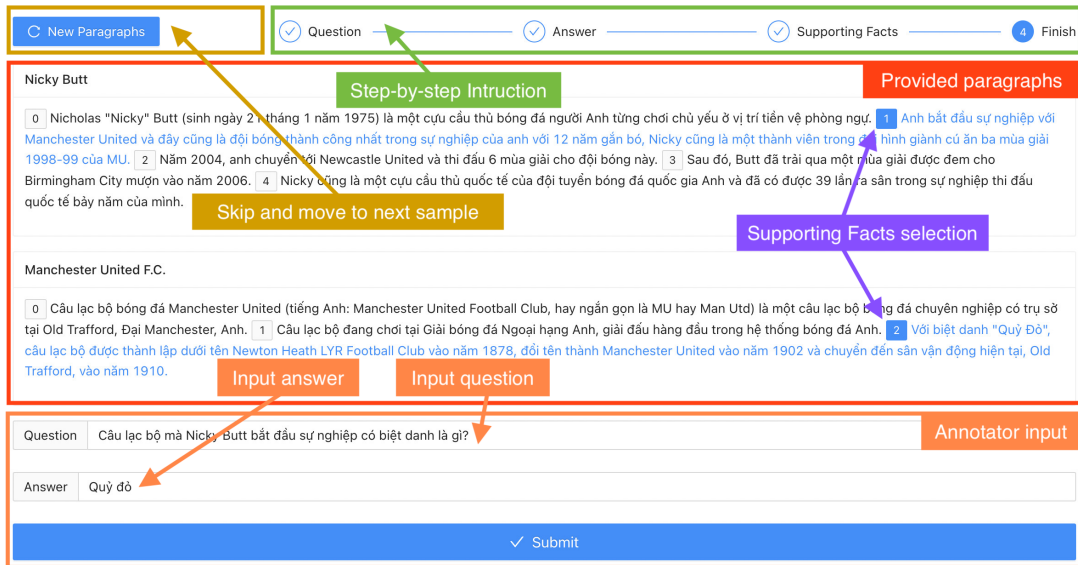 New Paragraphs
Question
Answer
Supporting Facts
4 Finish
Step-by-step Intruction
Provided paragraphs
Nicky Butt
0 Nicholas "Nicky" Butt (sinh ngày 21 tháng 1 năm 1975) là một cựu cầu thủ bóng đá người Anh từng chơi chủ yếu ở vị trí tiền vệ phòng ngự. 1 Anh bắt đầu sự nghiệp với
Manchester United và đây cũng là đội bóng thành công nhất trong sự nghiệp của anh với 12 năm gắn bó, Nicky cũng là một thành viên trong đội hình giành cú ăn ba mùa giải
1998-99 của MU. 2 Năm 2004, anh chuyển tới Newcastle United và thi đấu 6 mùa giải cho đội bóng này. 3 Sau đó, Butt đã trải qua một mùa giải được đem cho
Birmingham City mượn vào năm 2006. 4 Nicky cũng là một cựu cầu thủ quốc tế của đội tuyển bóng đá quốc gia Anh và đã có được 39 lần ra sân trong sự nghiệp thi đấu
quốc tế bảy năm của mình.
Skip and move to next sample
Supporting Facts selection
Manchester United F.C.
0 Câu lạc bộ bóng đá Manchester United (tiếng Anh: Manchester United Football Club, hay ngắn gọn là MU hay Man Utd) là một câu lạc bộ bóng đá chuyên nghiệp có trụ sở
tại Old Trafford, Đại Manchester, Anh. 1 Câu lạc bộ đang chơi tại Giải bóng đá Ngoại hạng Anh, giải đấu hàng đầu trong hệ thống bóng đá Anh. 2 Với biệt danh "Quỷ Đỏ",
câu lạc bộ được thành lập dưới tên Newton Heath LYR Football Club vào năm 1878, đổi tên thành Manchester United vào năm 1902 và chuyển đến sân vận động hiện tại, Old
Trafford, vào năm 1910.
Input answer
Input question
Annotator input
Question Câu lạc bộ mà Nicky Butt bắt đầu sự nghiệp có biệt danh là gì?
Answer Quỷ đỏ
Submit